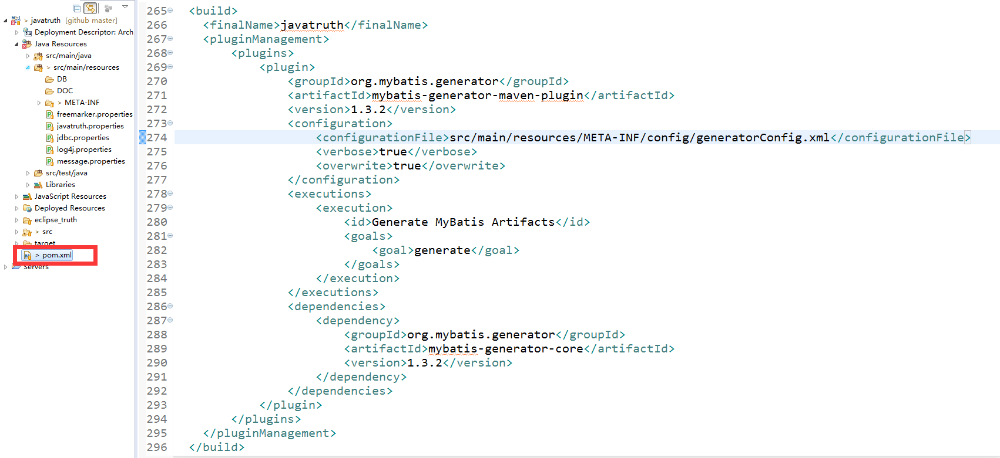 > javatruth [github master]
Deployment Descriptor: Arch
Java Resources
src/main/java
> src/main/resources
DB
DOC
> META-INF
freemarker.properties
javatruth.properties
jdbc.properties
log4j.properties
message.properties
src/test/java
Libraries
JavaScript Resources
Deployed Resources
eclipse_truth
> src
target
> pom.xml
Servers
265 <build>
266 <finalName>javatruth</finalName>
267 <pluginManagement>
268 <plugins>
269 <plugin>
270 <groupId>org.mybatis.generator</groupId>
271 <artifactId>mybatis-generator-maven-plugin</artifactId>
272 <version>1.3.2</version>
273 <configuration>
274 <configurationFile>src/main/resources/META-INF/config/generatorConfig.xml</configurationFile>
275 <verbose>true</verbose>
276 <overwrite>true</overwrite>
277 </configuration>
278 <executions>
279 <execution>
280 <id>Generate MyBatis Artifacts</id>
281 <goals>
282 <goal>generate</goal>
283 </goals>
284 </execution>
285 </executions>
286 <dependencies>
287 <dependency>
288 <groupId>org.mybatis.generator</groupId>
289 <artifactId>mybatis-generator-core</artifactId>
290 <version>1.3.2</version>
291 </dependency>
292 </dependencies>
293 </plugin>
294 </plugins>
295 </pluginManagement>
296 </build>